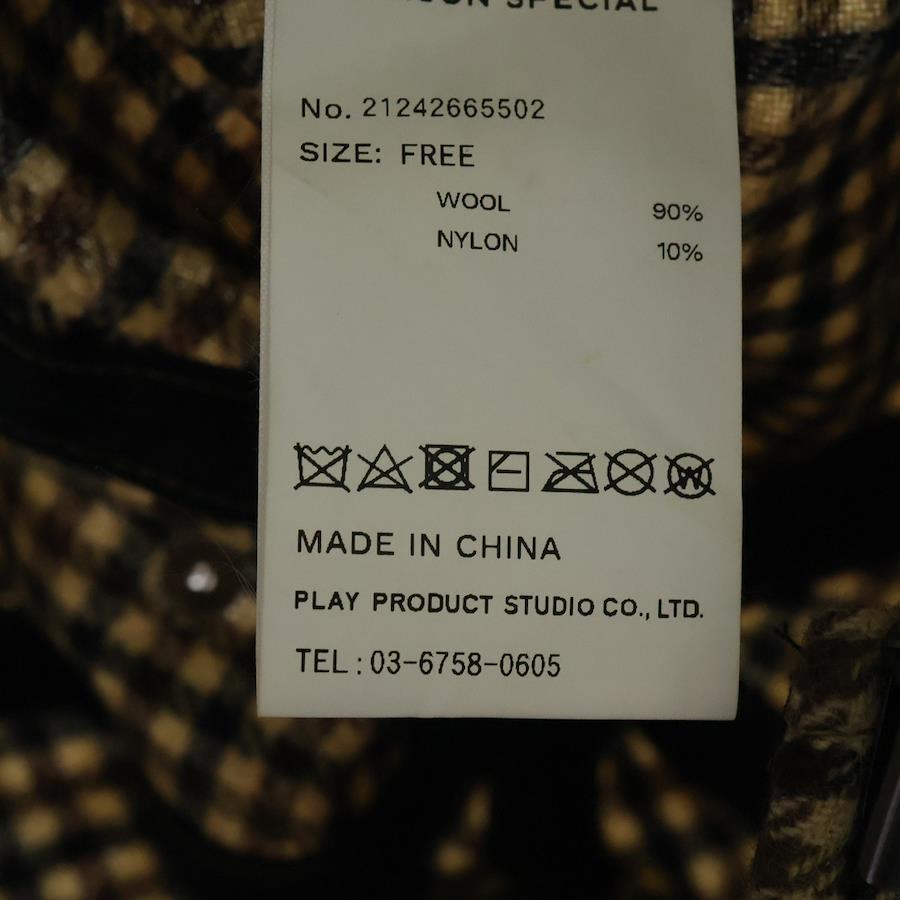 SPECIAL
No. 21242665502
SIZE: FREE
WOOL 90%
NYLON 10%
MADE IN CHINA
PLAY PRODUCT STUDIO CO., LTD.
TEL : 03-6758-0605